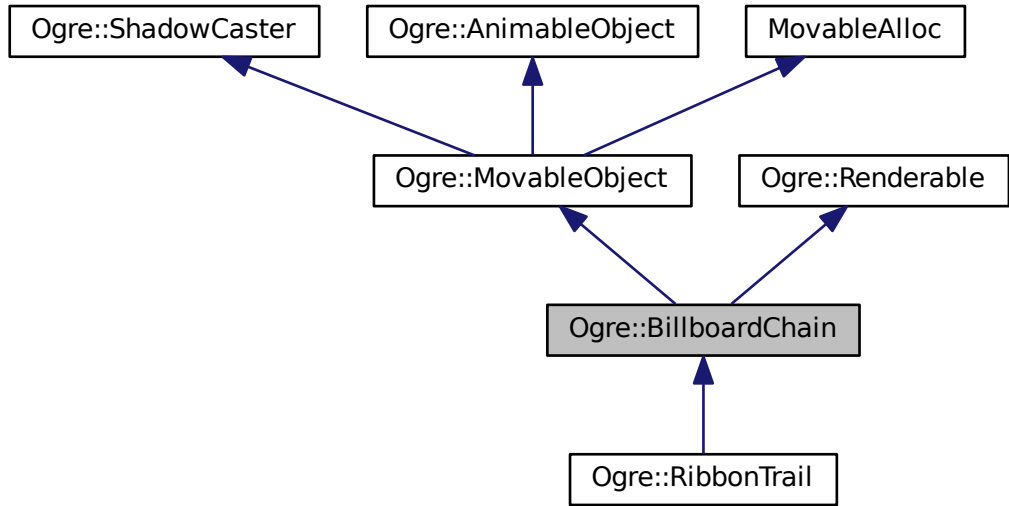 Ogre::ShadowCaster
Ogre::AnimableObject
MovableAlloc
Ogre::MovableObject
Ogre::Renderable
Ogre::BillboardChain
Ogre::RibbonTrail